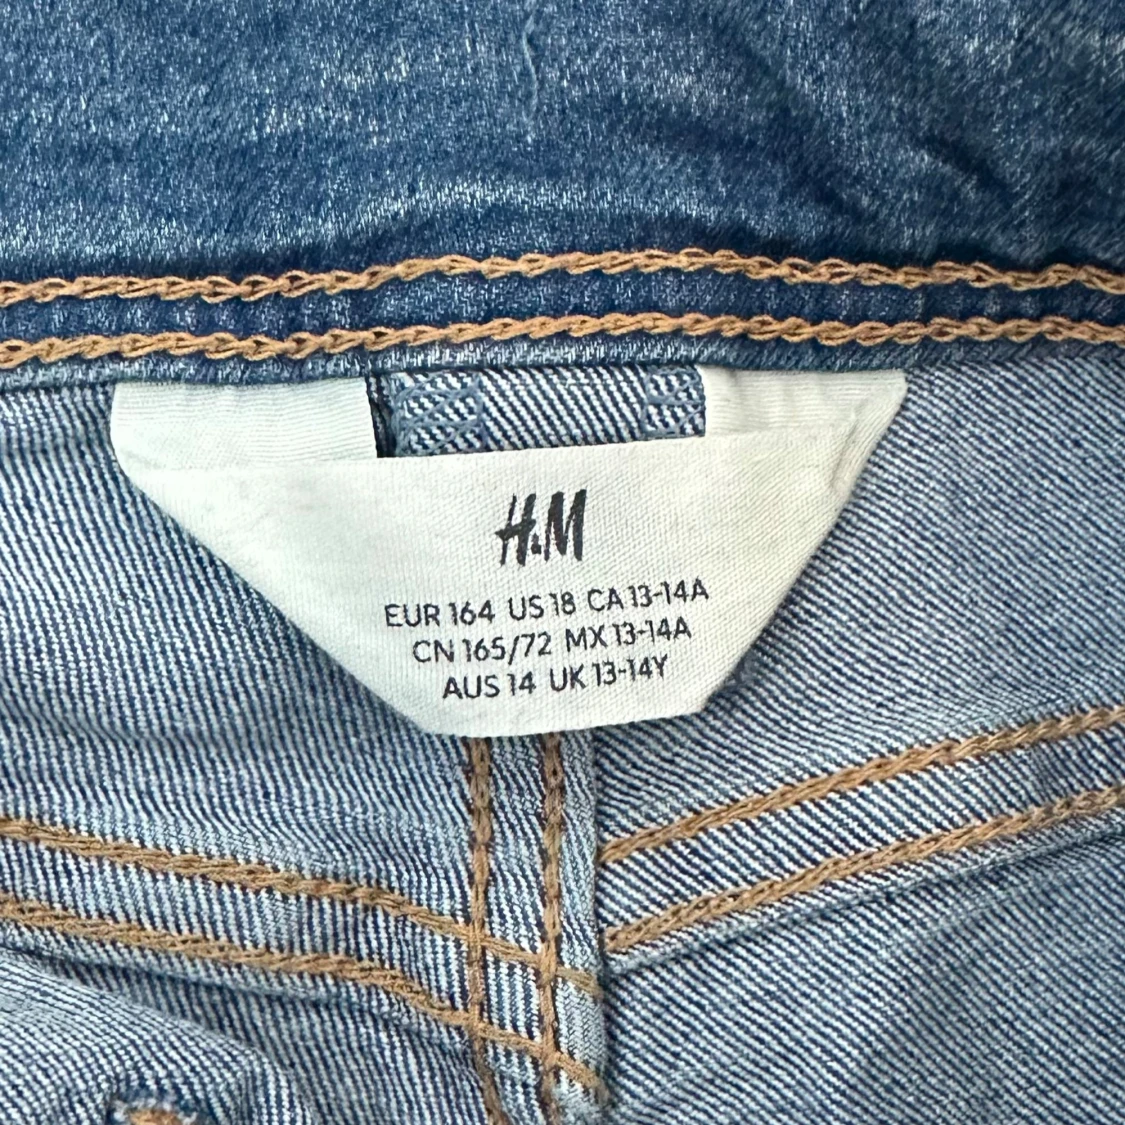 H&M
EUR 164 US 18 CA 13-14A
CN 165/72 MX 13-14A
AUS 14 UK 13-14Y